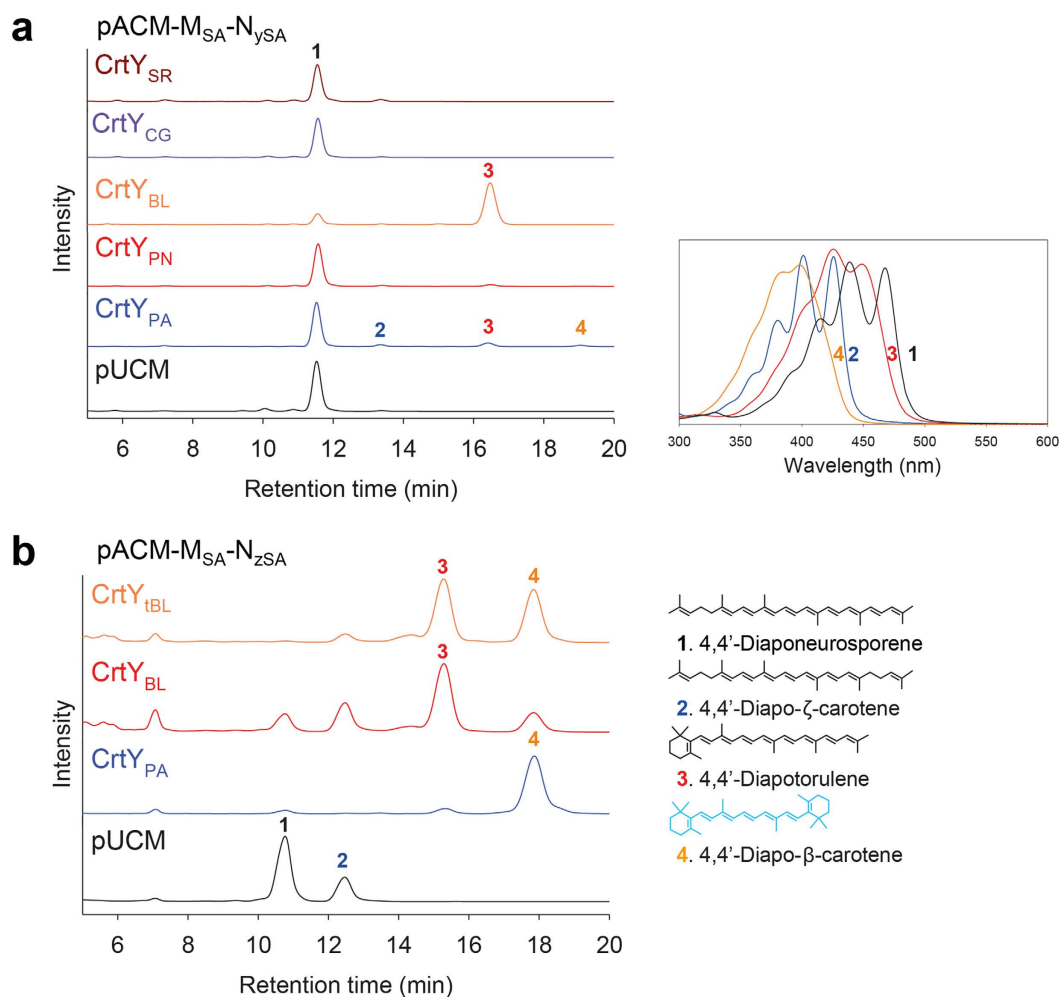 a
pACM-MSA-NySA
1
CrtYSR
CrtYCG
3
CrtYBL
CrtYPN
CrtYPA
2
3
4
pUCM
Intensity
6 8 10 12 14 16 18 20
Retention time (min)
4 2 3 1
300 350 400 450 500 550 600
Wavelength (nm)
b
pACM-MSA-NzSA
3
4
CrtYtBL
3
CrtYBL
4
CrtYPA
1
pUCM
2
Intensity
6 8 10 12 14 16 18 20
Retention time (min)
1. 4,4'-Diaponeurosporene
2. 4,4'-Diapo-ζ-carotene
3. 4,4'-Diapotorulene
4. 4,4'-Diapo-β-carotene